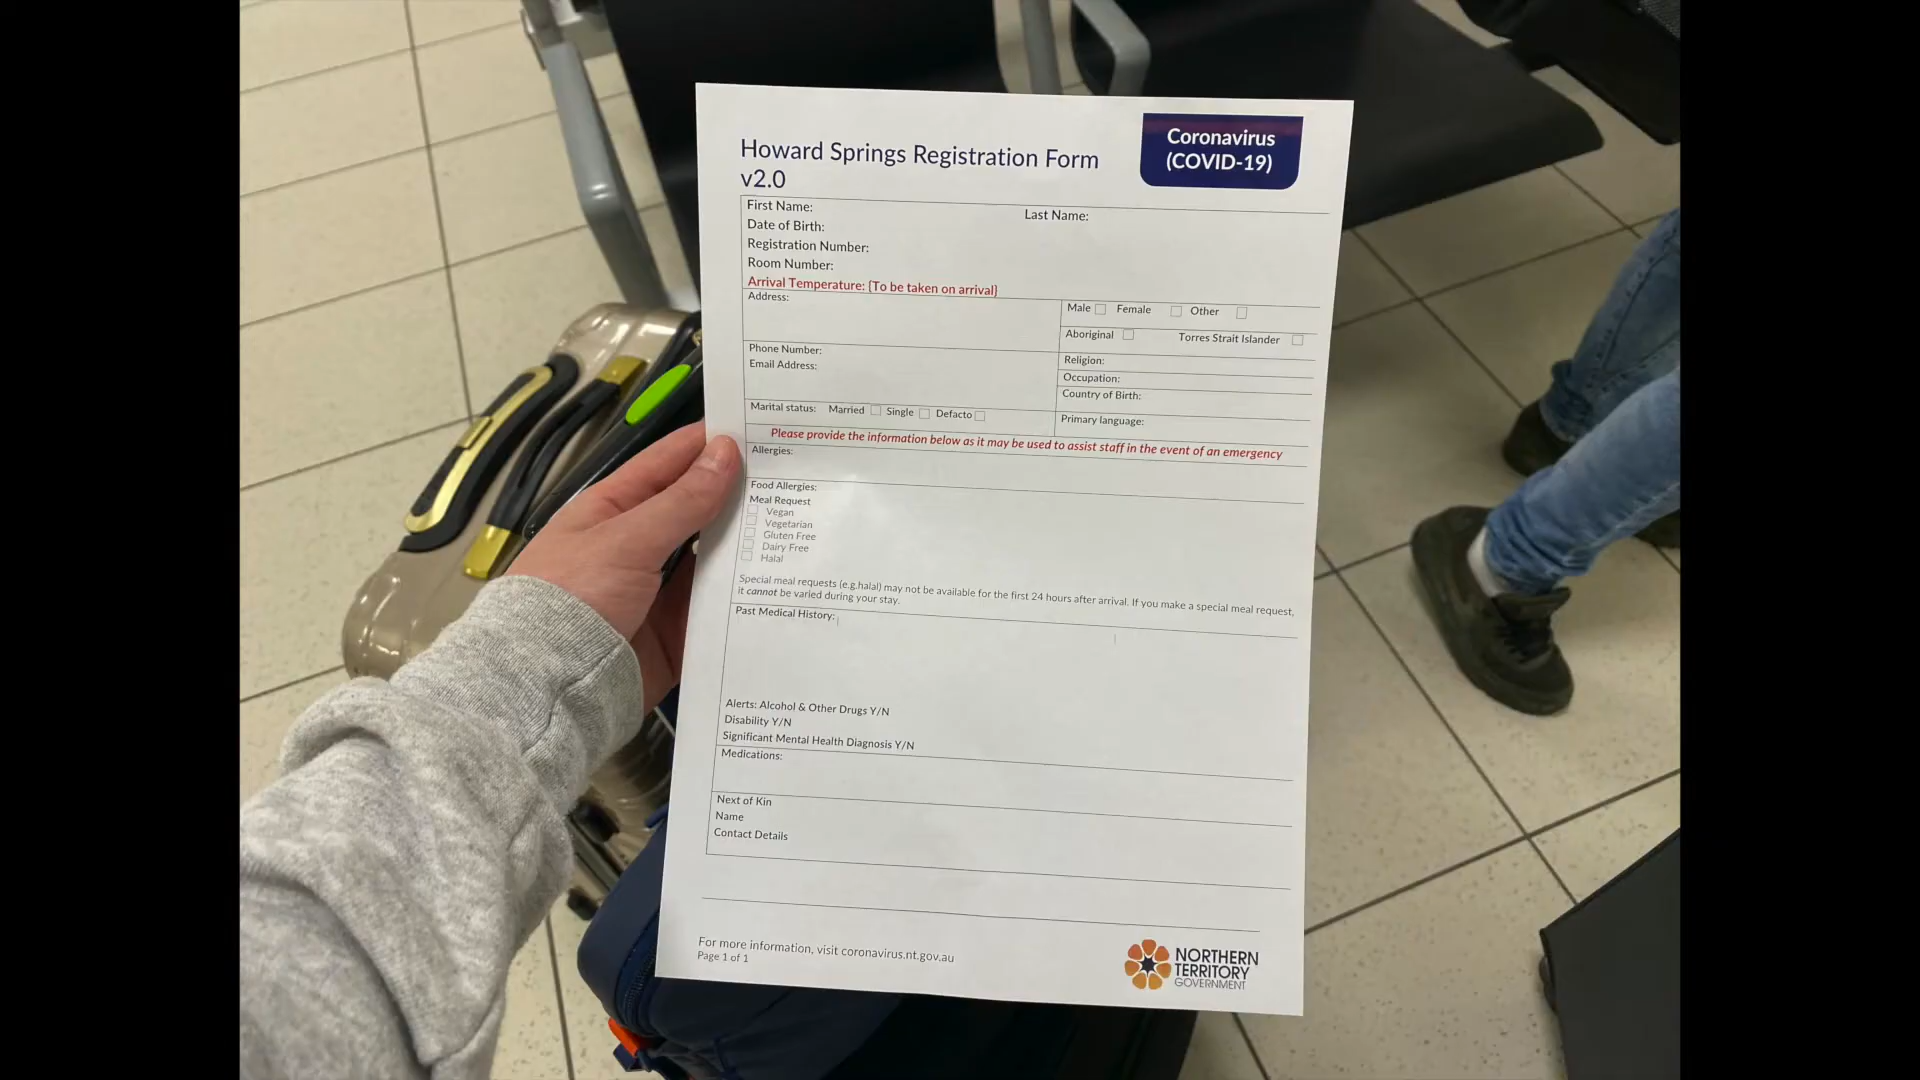 Howard Springs Registration Form
v2.0
Coronavirus
(COVID-19)
First Name:
Last Name:
Date of Birth:
Registration Number:
Room Number:
Arrival Temperature: {To be taken on arrival}
Address:
Male Female Other
Aboriginal Torres Strait Islander
Phone Number:
Email Address:
Religion:
Occupation:
Country of Birth:
Marital status: Married Single Defacto
Primary language:
Please provide the information below as it may be used to assist staff in the event of an emergency
Allergies:
Food Allergies:
Meal Request
Vegan
Vegetarian
Gluten Free
Dairy Free
Halal
Special meal requests (e.g.halal) may not be available for the first 24 hours after arrival. If you make a special meal request,
it cannot be varied during your stay.
Past Medical History:
Alerts: Alcohol & Other Drugs Y/N
Disability Y/N
Significant Mental Health Diagnosis Y/N
Medications:
Next of Kin
Name
Contact Details
For more information, visit coronavirus.nt.gov.au
Page 1 of 1
NORTHERN
TERRITORY
GOVERNMENT